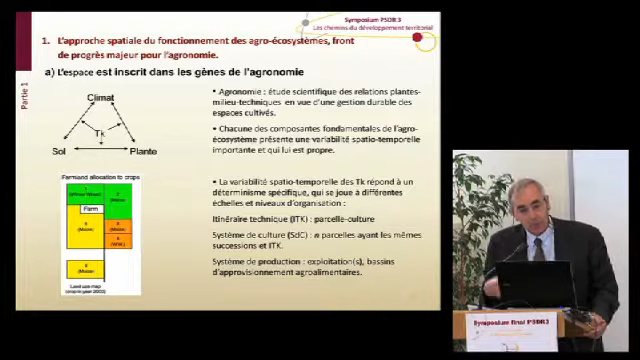 Symposium PSDR 3
Les chemins du développement territorial
1. L'approche spatiale du fonctionnement des agro-écosystèmes, front
de progrès majeur pour l'agronomie.
a) L'espace est inscrit dans les gènes de l'agronomie
Partie 1
Climat
Tk
Sol
Plante
• Agronomie : étude scientifique des relations plantes-
milieu-techniques en vue d'une gestion durable des
espaces cultivés.
• Chacune des composantes fondamentales de l'agro-
écosystème présente une variabilité spatio-temporelle
importante et qui lui est propre.
• La variabilité spatio-temporelle des Tk répond à un
déterminisme spécifique, qui se joue à différentes
échelles et niveaux d'organisation :
Itinéraire technique (ITK) : parcelle-culture
Système de culture (SdC) : n parcelles ayant les mêmes
successions et ITK.
Système de production : exploitation(s), bassins
d'approvisionnement agroalimentaires.
Farmland allocation to crops
Farm
Land use map
Symposium final PSDR3